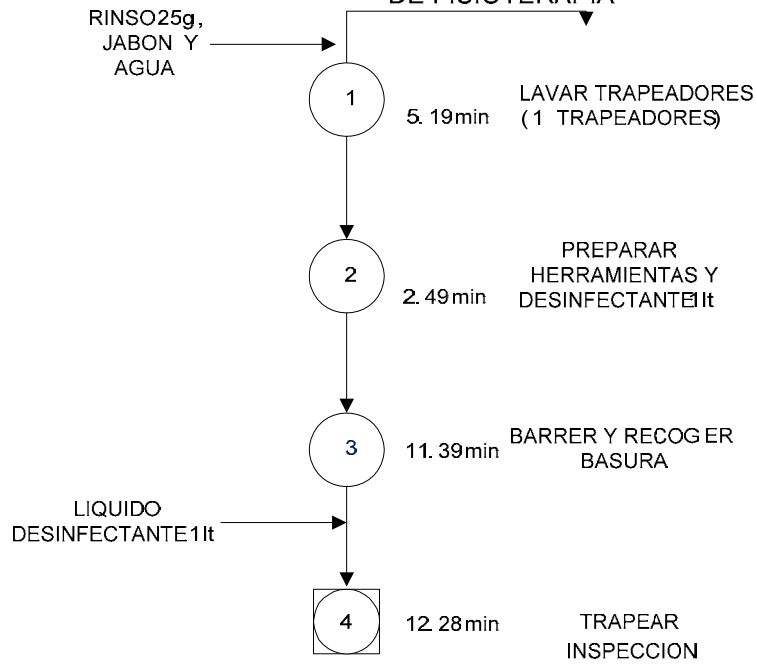 DE FISIOTERAPIA
RINSO25g,
JABON Y
AGUA
1
5.19min
LAVAR TRAPEADORES
(1 TRAPEADORES)
2
2.49min
PREPARAR
HERRAMIENTAS Y
DESINFECTANTE1lt
3
11.39min
BARRER Y RECOGER
BASURA
LIQUIDO
DESINFECTANTE1lt
4
12.28min
TRAPEAR
INSPECCION